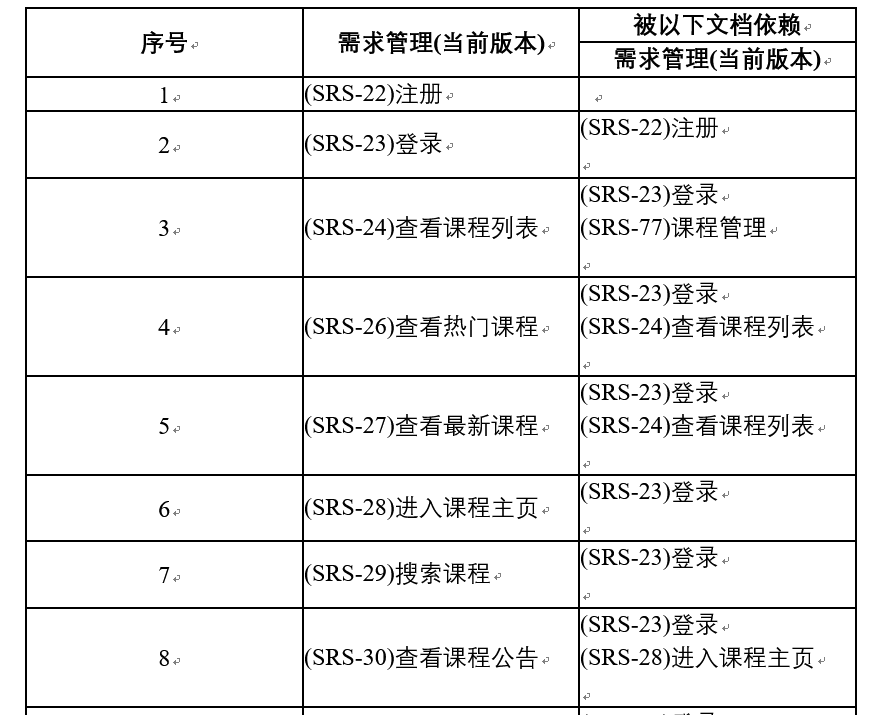 序号
需求管理(当前版本)
被以下文档依赖
需求管理(当前版本)
1
(SRS-22)注册
2
(SRS-23)登录
(SRS-22)注册
3
(SRS-24)查看课程列表
(SRS-23)登录
(SRS-77)课程管理
4
(SRS-26)查看热门课程
(SRS-23)登录
(SRS-24)查看课程列表
5
(SRS-27)查看最新课程
(SRS-23)登录
(SRS-24)查看课程列表
6
(SRS-28)进入课程主页
(SRS-23)登录
7
(SRS-29)搜索课程
(SRS-23)登录
8
(SRS-30)查看课程公告
(SRS-23)登录
(SRS-28)进入课程主页